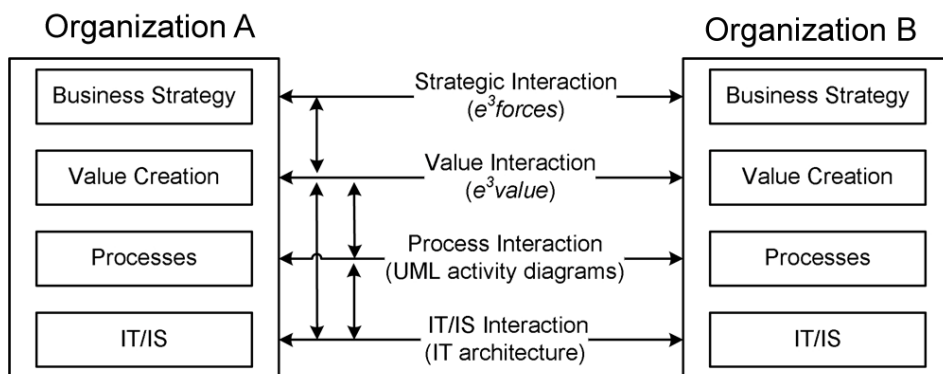 Organization A
Organization B
Business Strategy
Strategic Interaction
(e³forces)
Business Strategy
Value Creation
Value Interaction
(e³value)
Value Creation
Processes
Process Interaction
(UML activity diagrams)
Processes
IT/IS
IT/IS Interaction
(IT architecture)
IT/IS